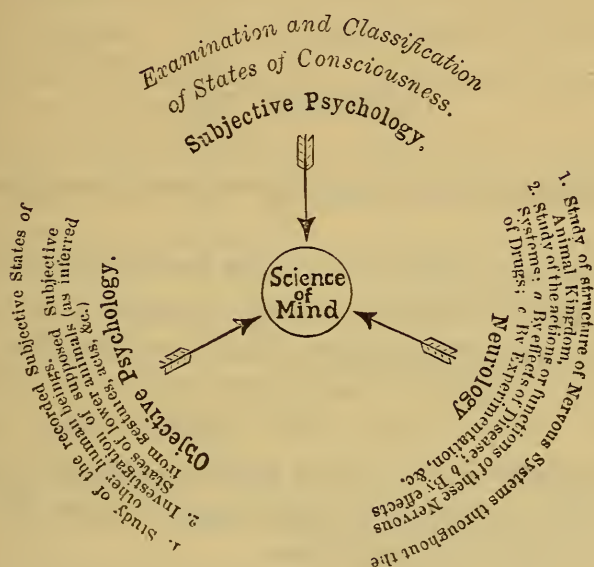 Examination and Classification
of States of Consciousness.
Subjective Psychology,
Science
of
Mind
Objective Psychology.
1. Study of the recorded Subjective States of
other human beings.
2. Investigation of supposed Subjective
States of lower animals (as inferred
from gestures, acts, &c.)
Neurology
1. Study of structure of Nervous Systems throughout the
Animal Kingdom.
2. Study of the actions or functions of these Nervous
Systems; a By effects of Disease; b By effects
of Drugs; c By Experimentation, &c.